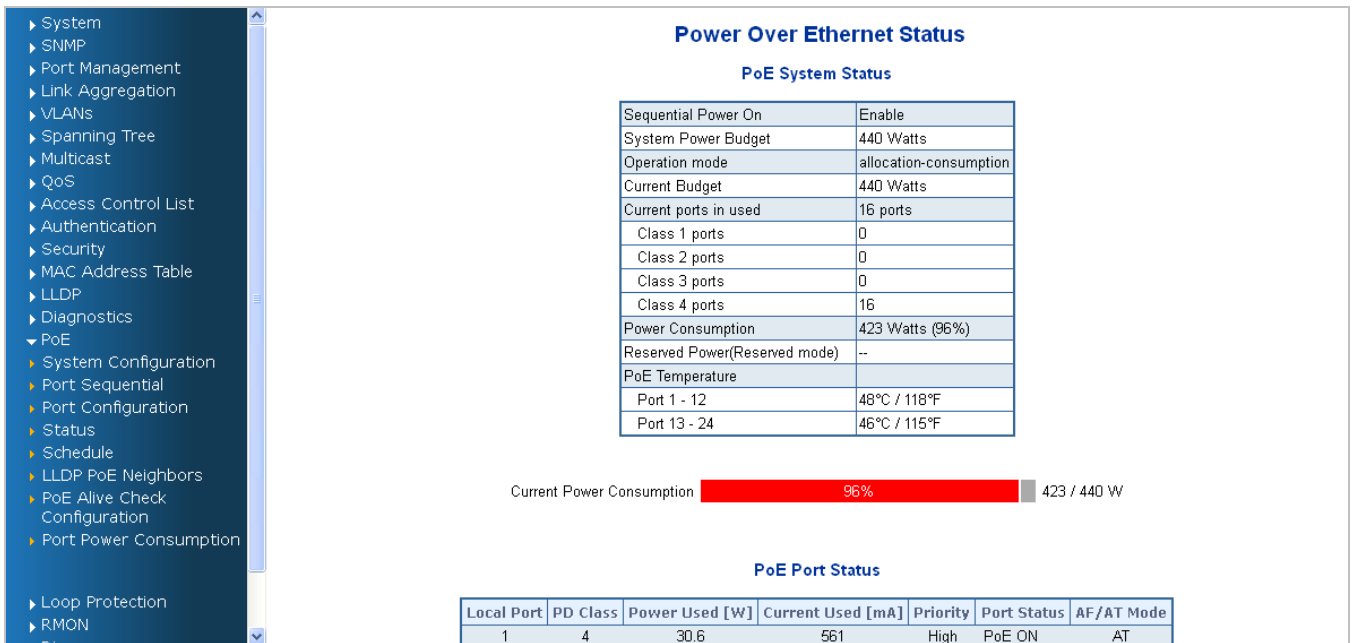 System
SNMP
Port Management
Link Aggregation
VLANs
Spanning Tree
Multicast
QoS
Access Control List
Authentication
Security
MAC Address Table
LLDP
Diagnostics
PoE
System Configuration
Port Sequential
Port Configuration
Status
Schedule
LLDP PoE Neighbors
PoE Alive Check
Configuration
Port Power Consumption
Loop Protection
RMON
Power Over Ethernet Status
PoE System Status
Sequential Power On Enable
System Power Budget 440 Watts
Operation mode allocation-consumption
Current Budget 440 Watts
Current ports in used 16 ports
Class 1 ports 0
Class 2 ports 0
Class 3 ports 0
Class 4 ports 16
Power Consumption 423 Watts (96%)
Reserved Power(Reserved mode) --
PoE Temperature
Port 1 - 12 48°C / 118°F
Port 13 - 24 46°C / 115°F
Current Power Consumption 96% 423 / 440 W
PoE Port Status
Local Port PD Class Power Used [W] Current Used [mA] Priority Port Status AF/AT Mode
1 4 30.6 561 High PoE ON AT